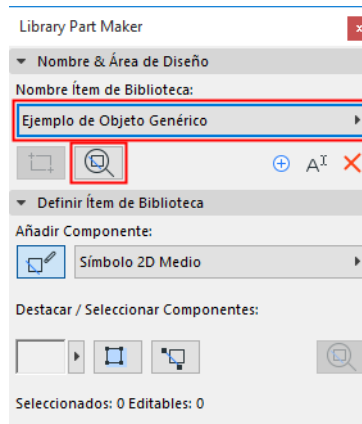 Library Part Maker
Nombre & Área de Diseño
Nombre Ítem de Biblioteca:
Ejemplo de Objeto Genérico
Definir Ítem de Biblioteca
Añadir Componente:
Símbolo 2D Medio
Destacar / Seleccionar Componentes:
Seleccionados: 0 Editables: 0